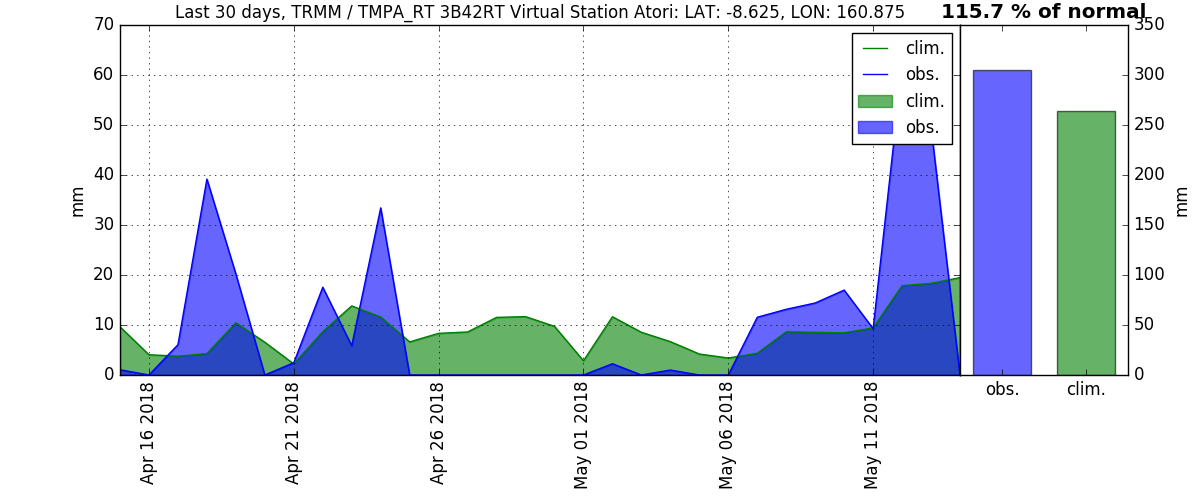 Last 30 days, TRMM / TMPA_RT 3B42RT Virtual Station Atori: LAT: -8.625, LON: 160.875
115.7 % of normal
70
60
50
40
30
20
10
0
mm
clim.
obs.
clim.
obs.
350
300
250
200
150
100
50
0
mm
Apr 16 2018
Apr 21 2018
Apr 26 2018
May 01 2018
May 06 2018
May 11 2018
obs.
clim.